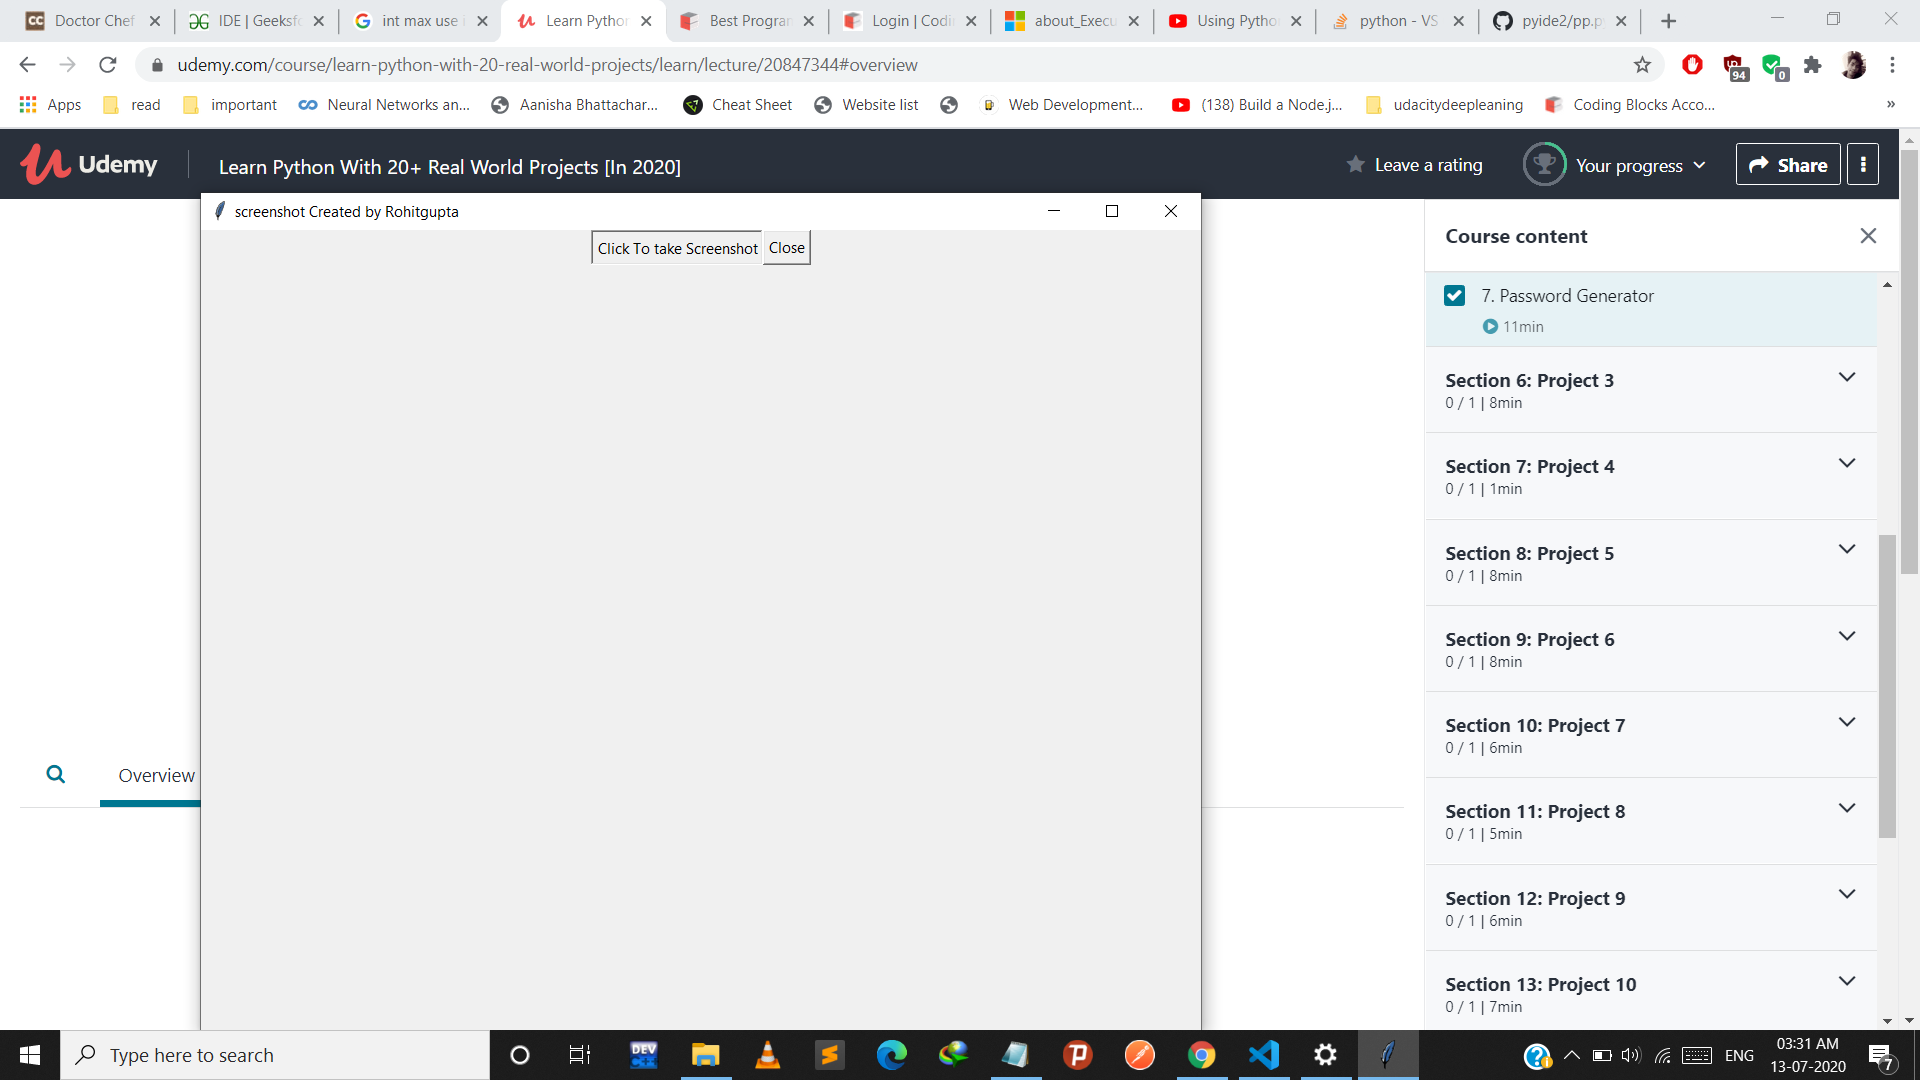 Doctor Chef
IDE | Geeksfo
int max use i
Learn Python
Best Program
Login | Codin
about_Execu
Using Pytho
python - VS
pyide2/pp.p
udemy.com/course/learn-python-with-20-real-world-projects/learn/lecture/20847344#overview
94
0
Apps
read
important
Neural Networks an...
Aanisha Bhattachar...
Cheat Sheet
Website list
Web Development...
(138) Build a Node.j...
udacitydeepleaning
Coding Blocks Acco...
»
Udemy
Learn Python With 20+ Real World Projects [In 2020]
Leave a rating
Your progress
Share
screenshot Created by Rohitgupta
Click To take Screenshot
Close
Course content
7. Password Generator
11min
Section 6: Project 3
0 / 1 | 8min
Section 7: Project 4
0 / 1 | 1min
Section 8: Project 5
0 / 1 | 8min
Section 9: Project 6
0 / 1 | 8min
Section 10: Project 7
0 / 1 | 6min
Section 11: Project 8
0 / 1 | 5min
Section 12: Project 9
0 / 1 | 6min
Section 13: Project 10
0 / 1 | 7min
Overview
Type here to search
DEV
ENG
03:31 AM
13-07-2020
7